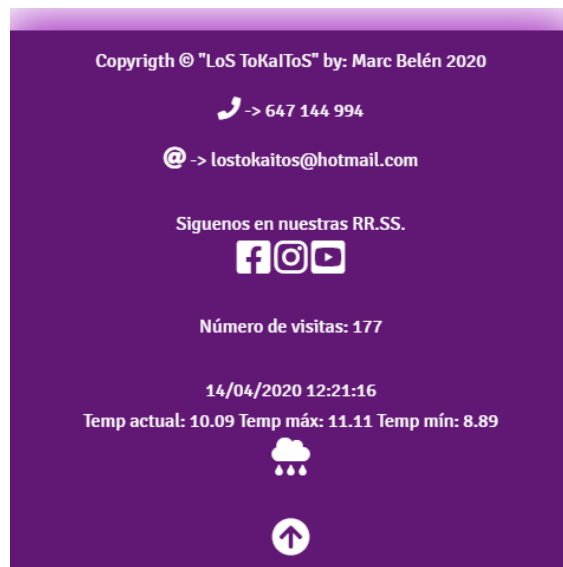 Copyrigth © "LoS ToKaIToS" by: Marc Belén 2020
-> 647 144 994
@ -> lostokaitos@hotmail.com
Siguenos en nuestras RR.SS.
Número de visitas: 177
14/04/2020 12:21:16
Temp actual: 10.09 Temp máx: 11.11 Temp mín: 8.89